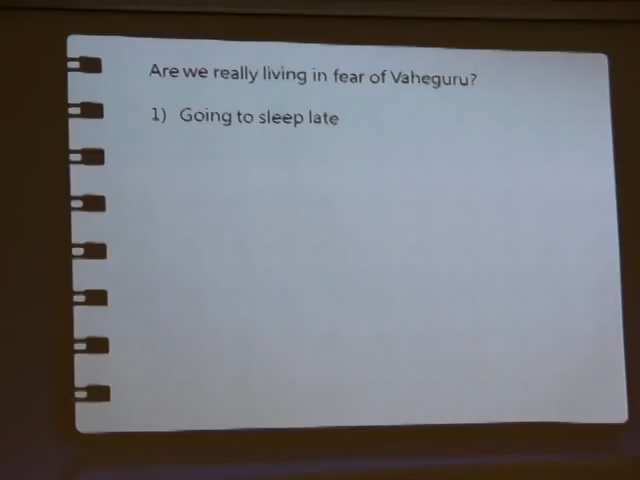 Are we really living in fear of Vaheguru?
1) Going to sleep late